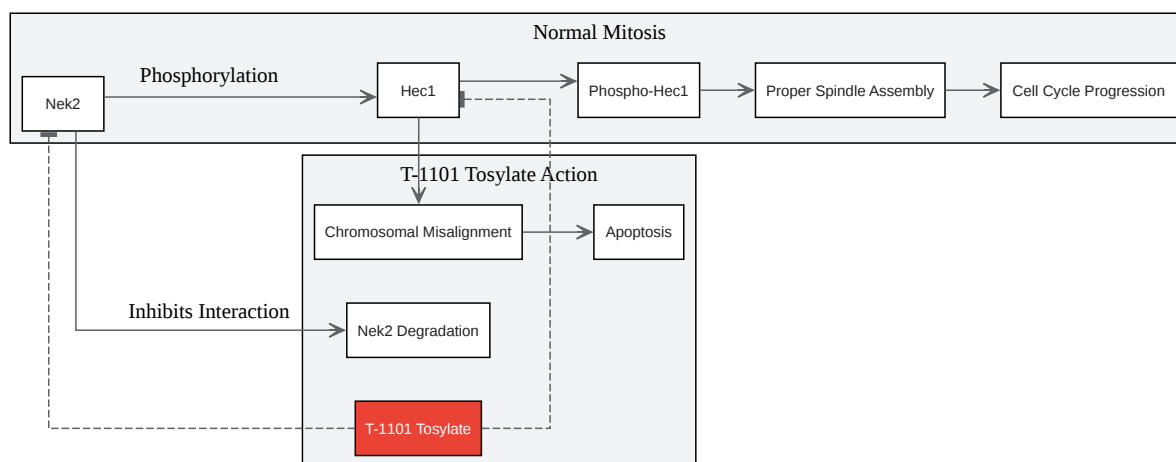 Normal Mitosis
Phosphorylation
Nek2
Hec1
Phospho-Hec1
Proper Spindle Assembly
Cell Cycle Progression
T-1101 Tosylate Action
Chromosomal Misalignment
Apoptosis
Inhibits Interaction
Nek2 Degradation
T-1101 Tosylate